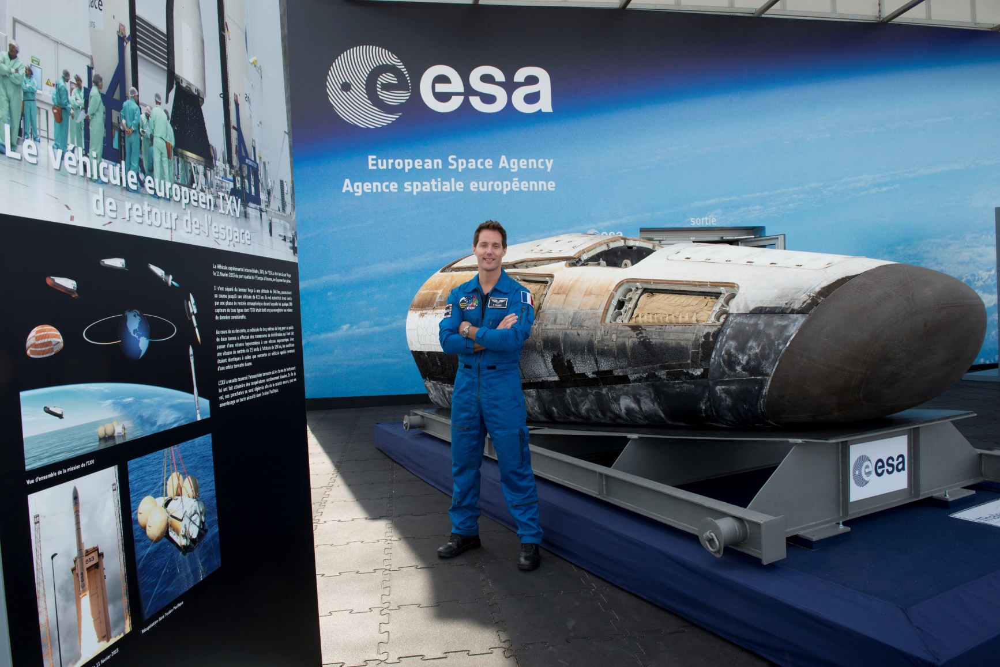 Le véhicule européen IXV
de retour de l'espace
Le Véhicule expérimental intermédiaire, IXV, de l'ESA a été lancé par Vega
le 11 février 2015 du port spatial de l'Europe à Kourou, en Guyane française.
Il s'est séparé du lanceur Vega à une altitude de 348 km, poursuivant
sa course jusqu'à une altitude de 413 km. Ce vol suborbital s'est conclu
par une phase de rentrée atmosphérique durant laquelle les quelque 300
capteurs de tous types dont l'IXV était doté ont pu enregistrer un volume
de données considérable.
Au cours de sa descente, ce véhicule de cinq mètres de long pour un poids
de deux tonnes a effectué des manœuvres de décélération qui l'ont fait
passer d'une vitesse hypersonique à une vitesse supersonique. Avec
une vitesse de rentrée de 7,5 km/s à l'altitude de 120 km, les conditions
étaient identiques à celles que rencontre un véhicule spatial revenant
d'une orbite terrestre basse.
L'IXV a ensuite traversé l'atmosphère terrestre où les forces de frottement
lui ont fait atteindre des températures extrêmement élevées. En fin de
vol, ses parachutes se sont déployés afin de le ralentir encore, pour un
amerrissage en toute sécurité dans l'océan Pacifique.
Vue d'ensemble de la mission de l'IXV
esa
Récupération dans l'océan Pacifique
11 février 2015
esa
European Space Agency
Agence spatiale européenne
sortie
esa
esa